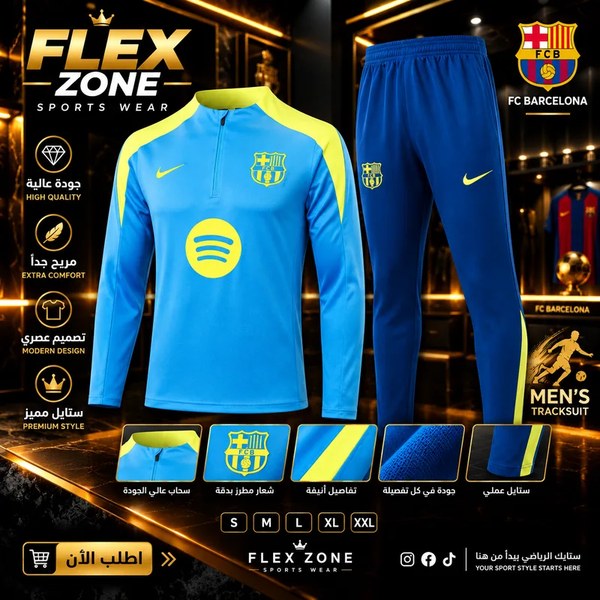 FLEX
ZONE
SPORTS WEAR
FCB
FC BARCELONA
جودة عالية
HIGH QUALITY
مريح جداً
EXTRA COMFORT
تصميم عصري
MODERN DESIGN
ستايل مميز
PREMIUM STYLE
FC BARCELONA
MEN'S
TRACKSUIT
FCB
سحاب عالي الجودة
شعار مطرز بدقة
تفاصيل أنيقة
جودة في كل تفصيلة
ستايل عملي
S M L XL XXL
اطلب الآن
FLEX ZONE
SPORTS WEAR
ستايك الرياضي يبدأ من هنا
YOUR SPORT STYLE STARTS HERE